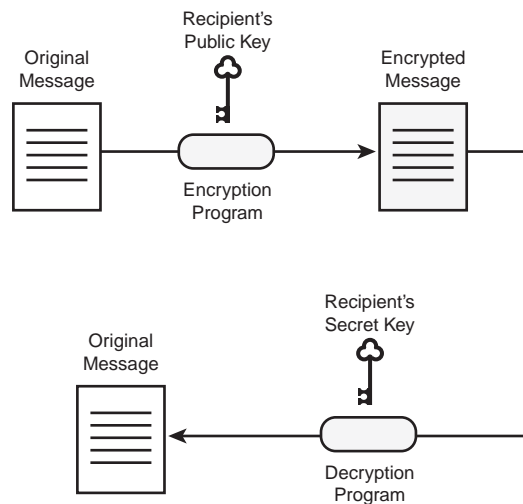 Recipient's
Public Key
Original
Message
Encrypted
Message
Encryption
Program
Recipient's
Secret Key
Original
Message
Decryption
Program